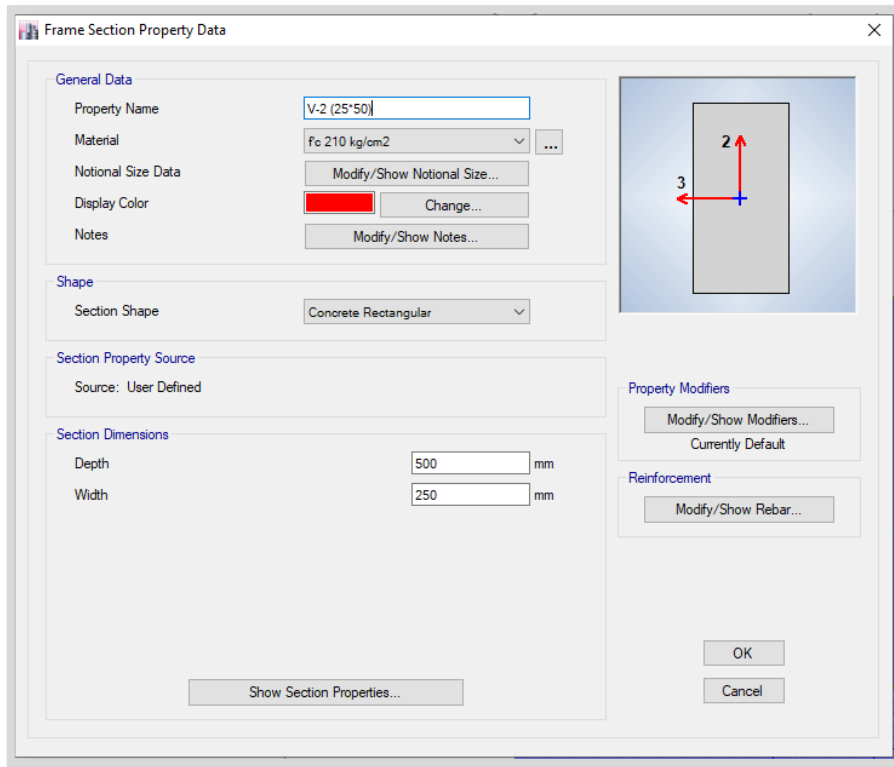 Frame Section Property Data
General Data
Property Name V-2 (25*50)
Material f'c 210 kg/cm2 ...
Notional Size Data Modify/Show Notional Size...
Display Color Change...
Notes Modify/Show Notes...
Shape
Section Shape Concrete Rectangular
Section Property Source
Source: User Defined
Section Dimensions
Depth 500 mm
Width 250 mm
Show Section Properties...
2
3
Property Modifiers
Modify/Show Modifiers...
Currently Default
Reinforcement
Modify/Show Rebar...
OK
Cancel